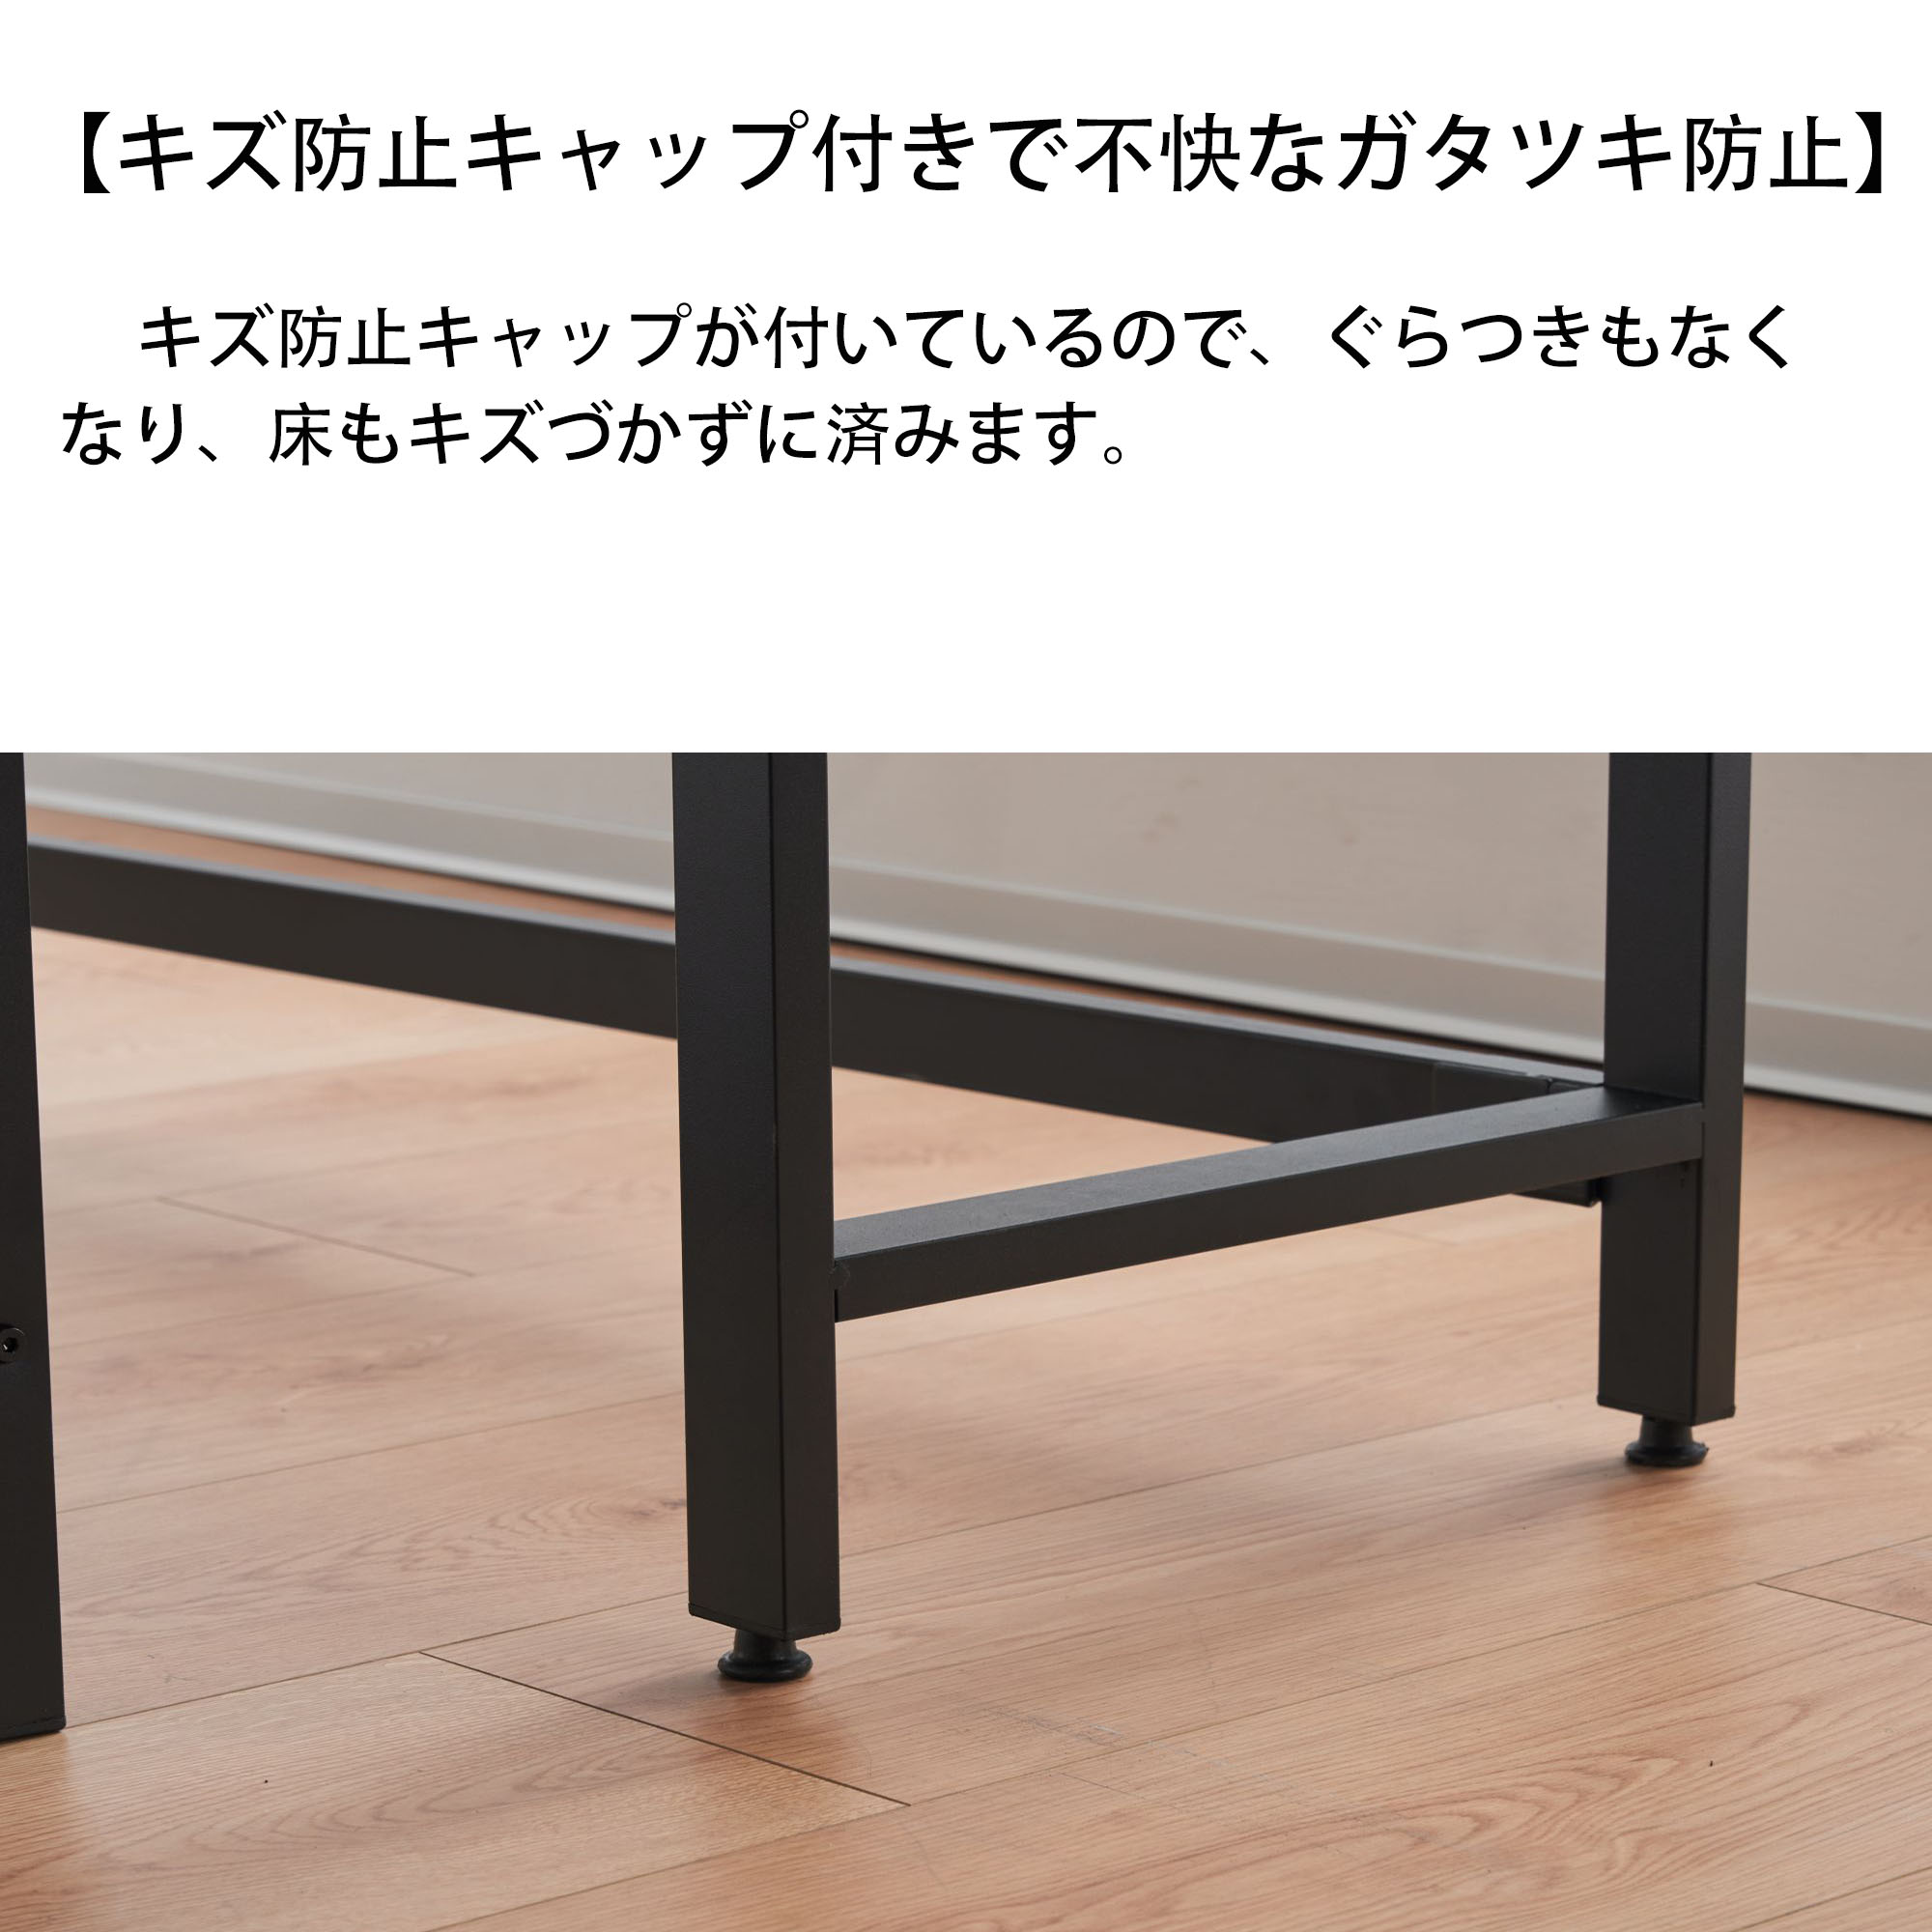 【キズ防止キャップ付きで不快なガタツキ防止】
キズ防止キャップが付いているので、ぐらつきもなく
なり、床もキズづかずに済みます。